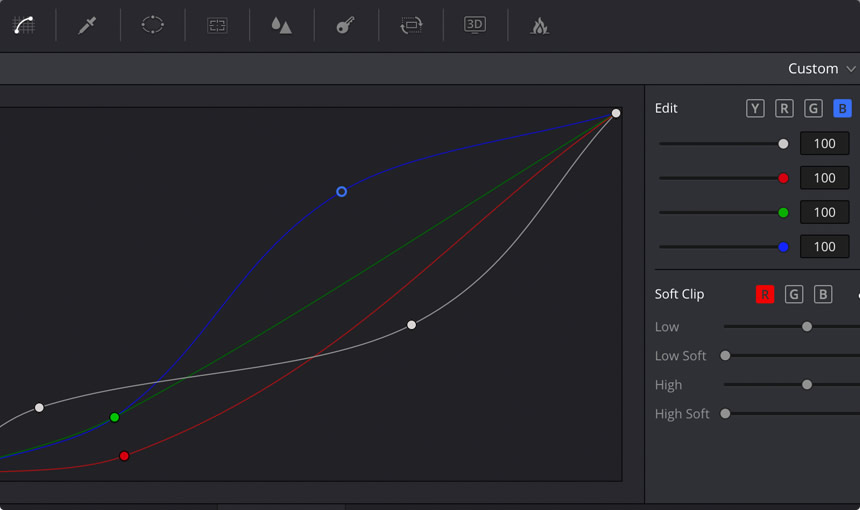 3D
Custom
Edit Y R G B
100
100
100
100
Soft Clip R G B
Low
Low Soft
High
High Soft